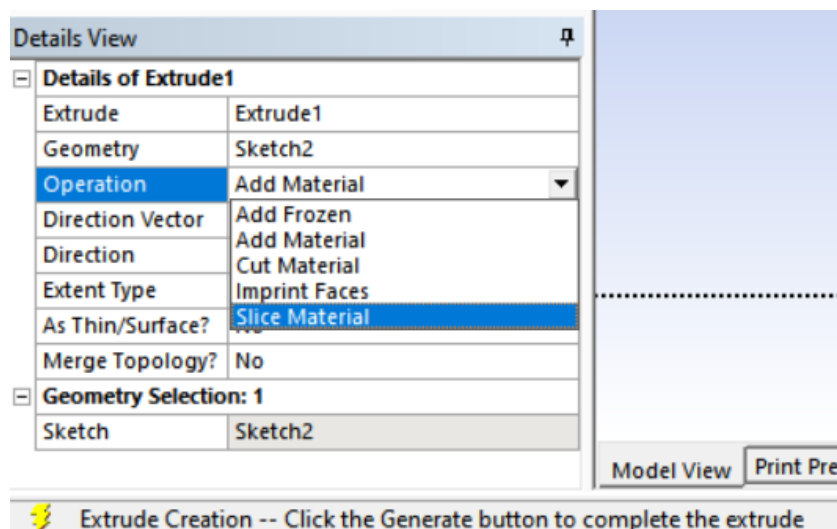 Details View
Details of Extrude1
Extrude Extrude1
Geometry Sketch2
Operation Add Material
Direction Vector Add Frozen
Add Material
Direction Cut Material
Extent Type Imprint Faces
As Thin/Surface? Slice Material
Merge Topology? No
Geometry Selection: 1
Sketch Sketch2
Model View Print Pre
Extrude Creation -- Click the Generate button to complete the extrude